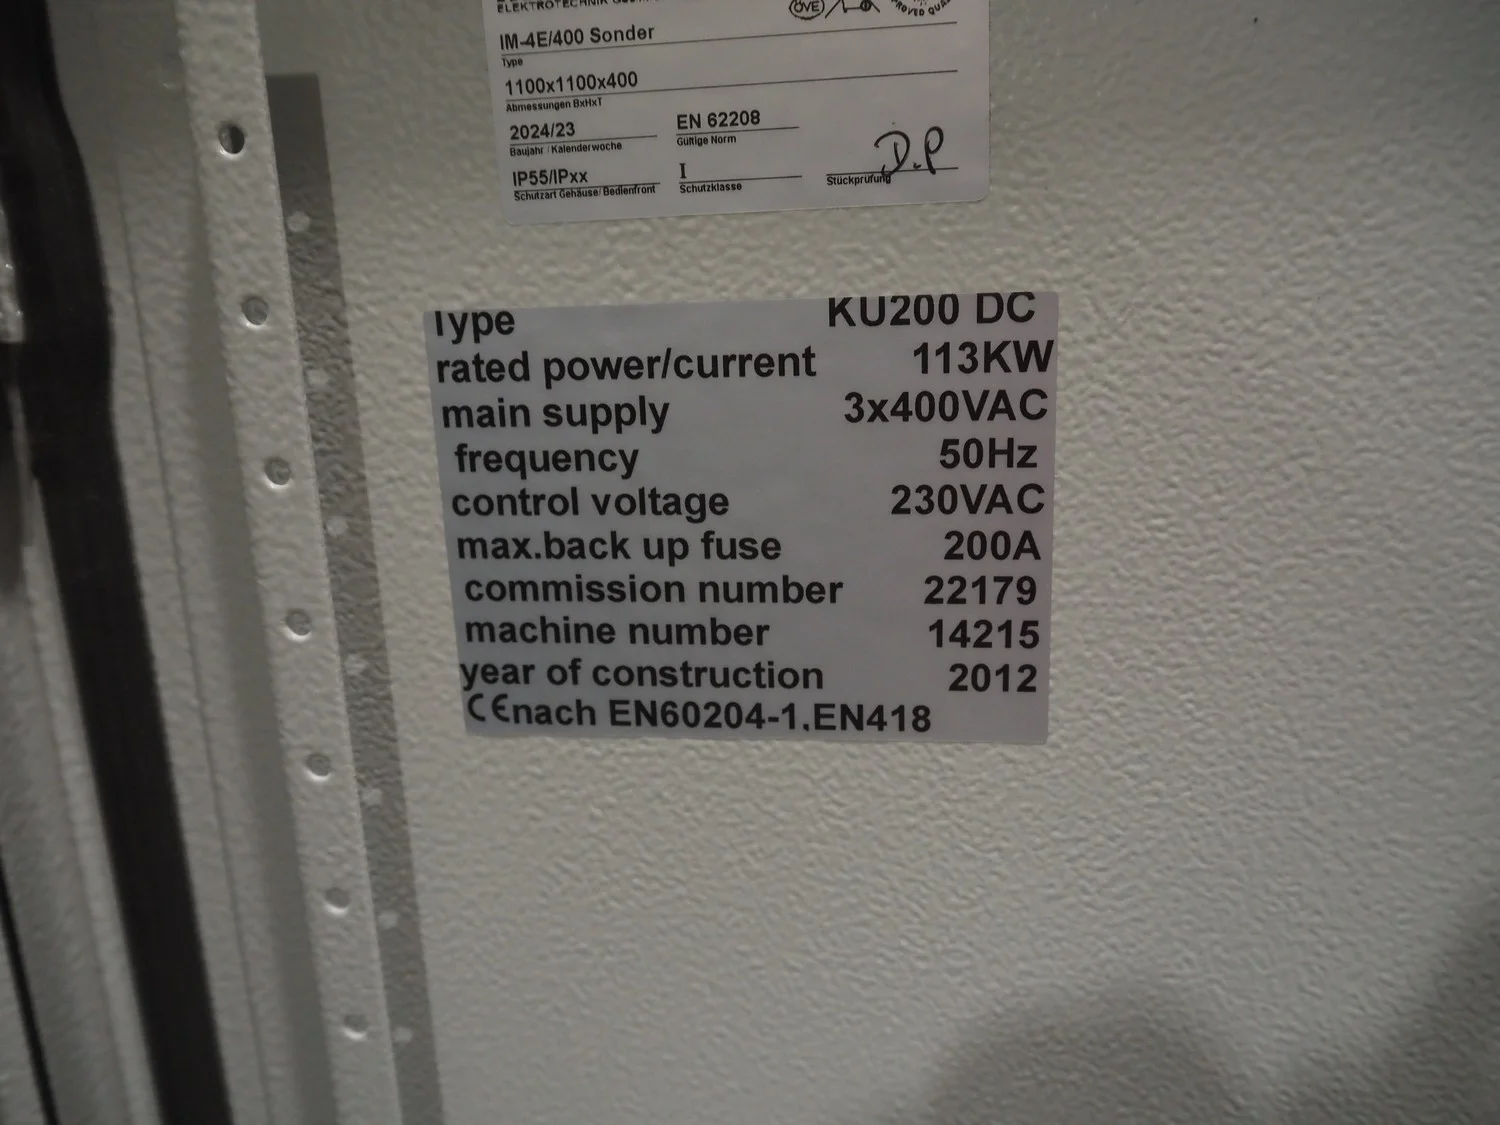 ELEKTROTECHNIK
ÖVE
IM-4E/400 Sonder
Type
1100x1100x400
Abmessungen BxHxT
2024/23 EN 62208
Baujahr / Kalenderwoche Gültige Norm
IP55/IPxx I D.P
Schutzart Gehäuse/ Bedienfront Schutzklasse Stückprüfung
Type KU200 DC
rated power/current 113KW
main supply 3x400VAC
frequency 50Hz
control voltage 230VAC
max.back up fuse 200A
commission number 22179
machine number 14215
year of construction 2012
CE nach EN60204-1.EN418